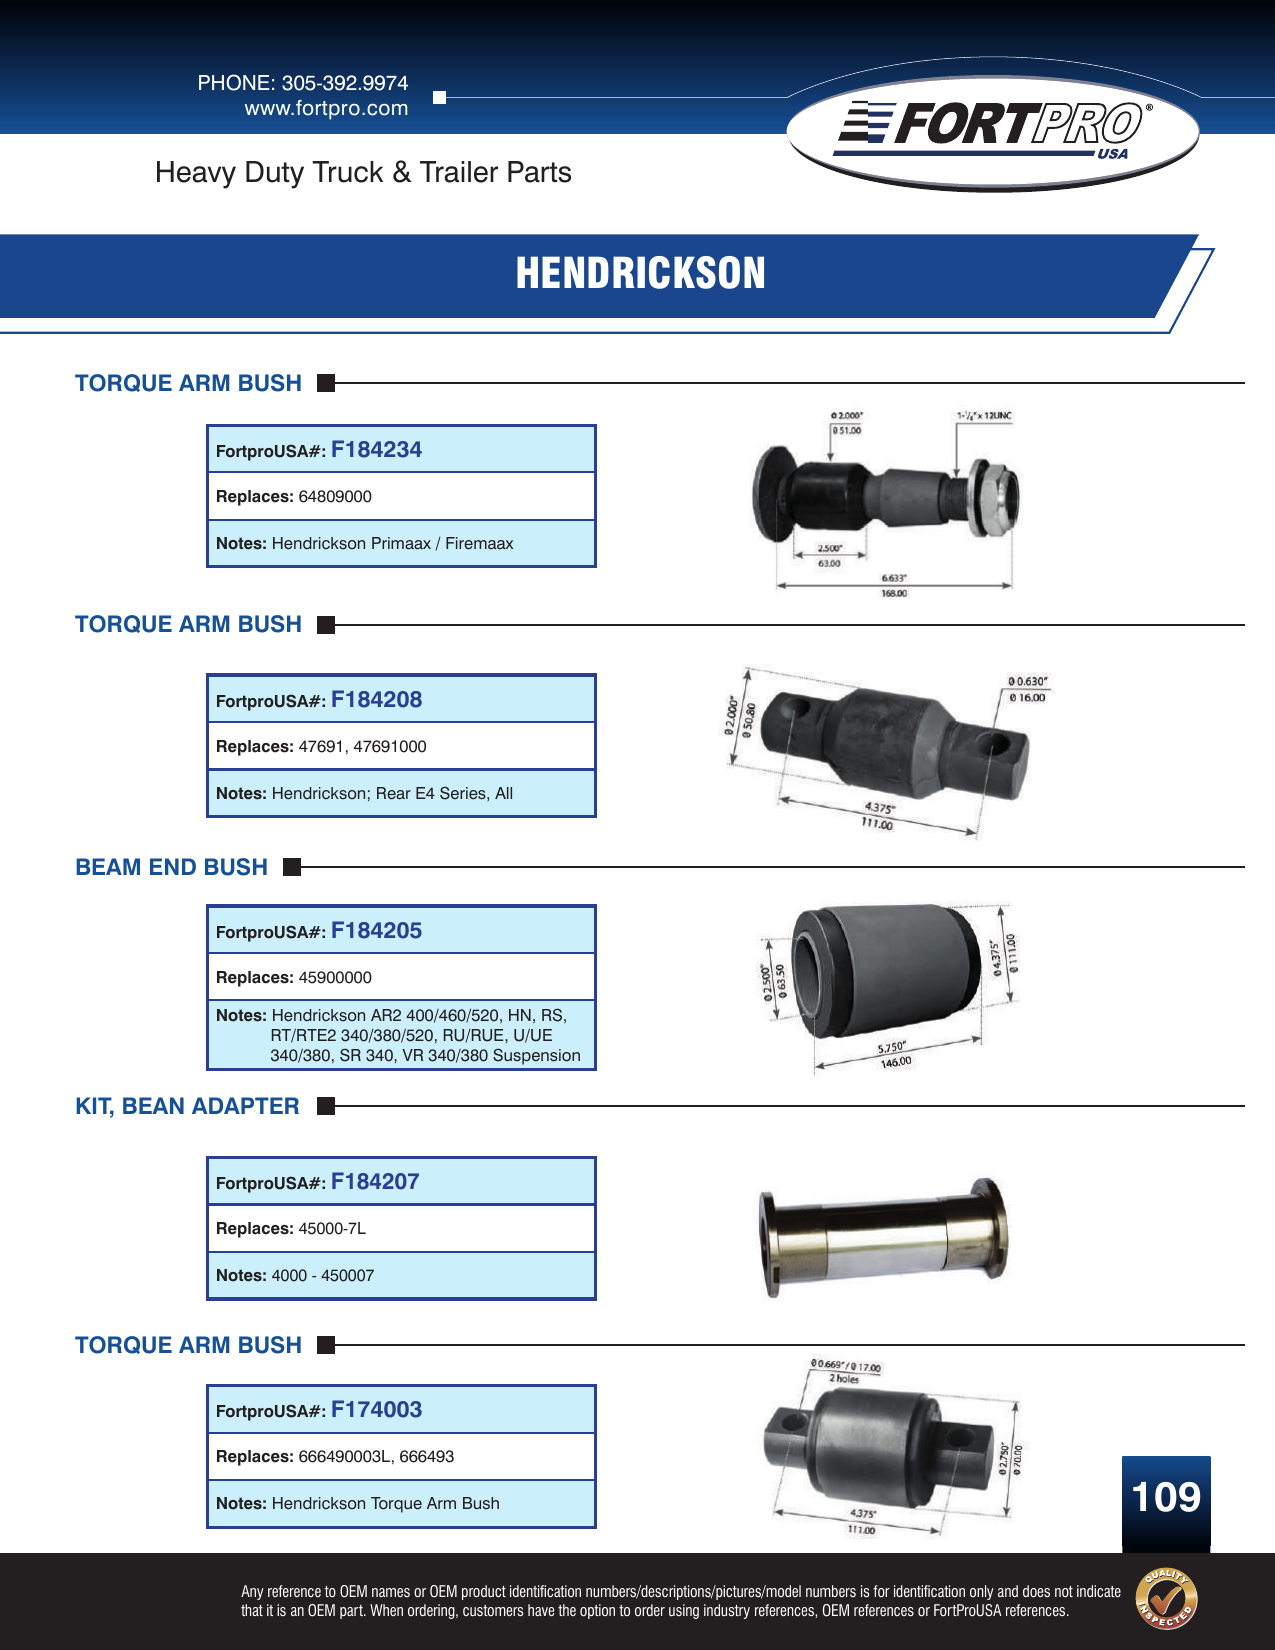 PHONE: 305-392.9974
www.fortpro.com
FORTPRO®
USA
Heavy Duty Truck & Trailer Parts
HENDRICKSON
TORQUE ARM BUSH
FortproUSA#: F184234
Replaces: 64809000
Notes: Hendrickson Primaax / Firemaax
Ø 2.000"
Ø 51.00
1-1/4" x 12UNC
2.500"
63.00
6.633"
168.00
TORQUE ARM BUSH
FortproUSA#: F184208
Replaces: 47691, 47691000
Notes: Hendrickson; Rear E4 Series, All
Ø 2.000"
Ø 50.80
Ø 0.630"
Ø 16.00
4.375"
111.00
BEAM END BUSH
FortproUSA#: F184205
Replaces: 45900000
Notes: Hendrickson AR2 400/460/520, HN, RS,
RT/RTE2 340/380/520, RU/RUE, U/UE
340/380, SR 340, VR 340/380 Suspension
Ø 2.500"
Ø 63.50
Ø 4.375"
Ø 111.00
5.750"
146.00
KIT, BEAN ADAPTER
FortproUSA#: F184207
Replaces: 45000-7L
Notes: 4000 - 450007
TORQUE ARM BUSH
FortproUSA#: F174003
Replaces: 666490003L, 666493
Notes: Hendrickson Torque Arm Bush
Ø 0.669" / Ø 17.00
2 holes
Ø 2.750"
Ø 70.00
4.375"
111.00
109
Any reference to OEM names or OEM product identification numbers/descriptions/pictures/model numbers is for identification only and does not indicate
that it is an OEM part. When ordering, customers have the option to order using industry references, OEM references or FortProUSA references.
QUALITY
INSPECTED